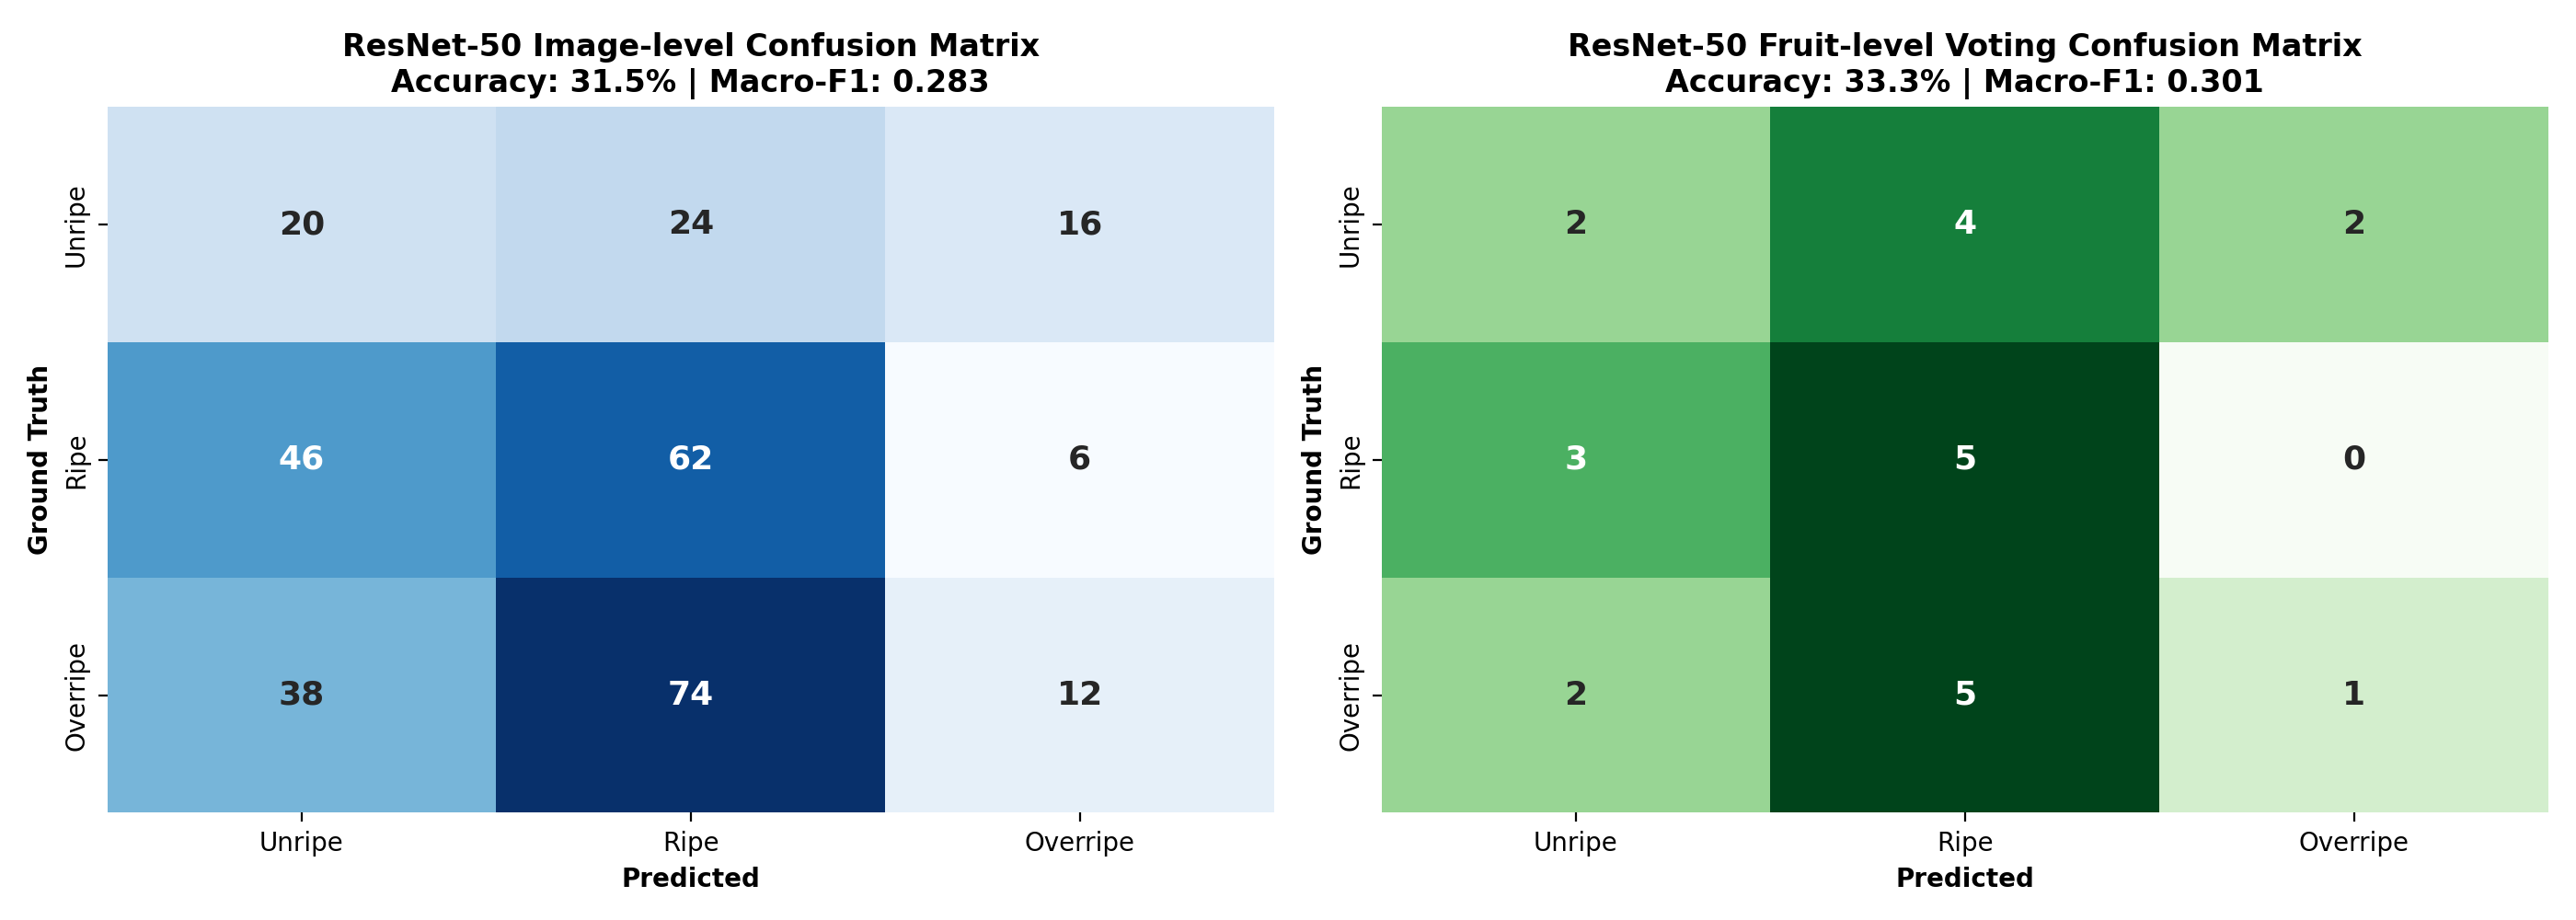 ResNet-50 Image-level Confusion Matrix
Accuracy: 31.5% | Macro-F1: 0.283
Ground Truth
Unripe
20 24 16
Ripe
46 62 6
Overripe
38 74 12
Unripe Ripe Overripe
Predicted
ResNet-50 Fruit-level Voting Confusion Matrix
Accuracy: 33.3% | Macro-F1: 0.301
Ground Truth
Unripe
2 4 2
Ripe
3 5 0
Overripe
2 5 1
Unripe Ripe Overripe
Predicted